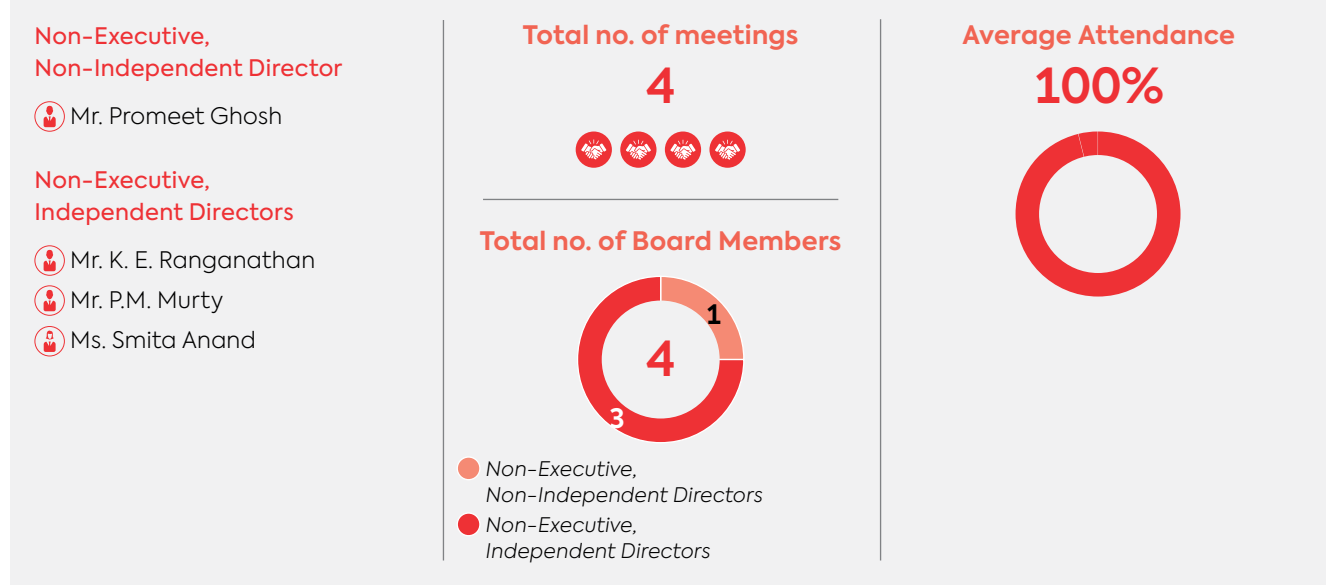 Non-Executive,
Non-Independent Director
Mr. Promeet Ghosh
Non-Executive,
Independent Directors
Mr. K. E. Ranganathan
Mr. P.M. Murty
Ms. Smita Anand
Total no. of meetings
4
Total no. of Board Members
1
4
3
Non-Executive,
Non-Independent Directors
Non-Executive,
Independent Directors
Average Attendance
100%